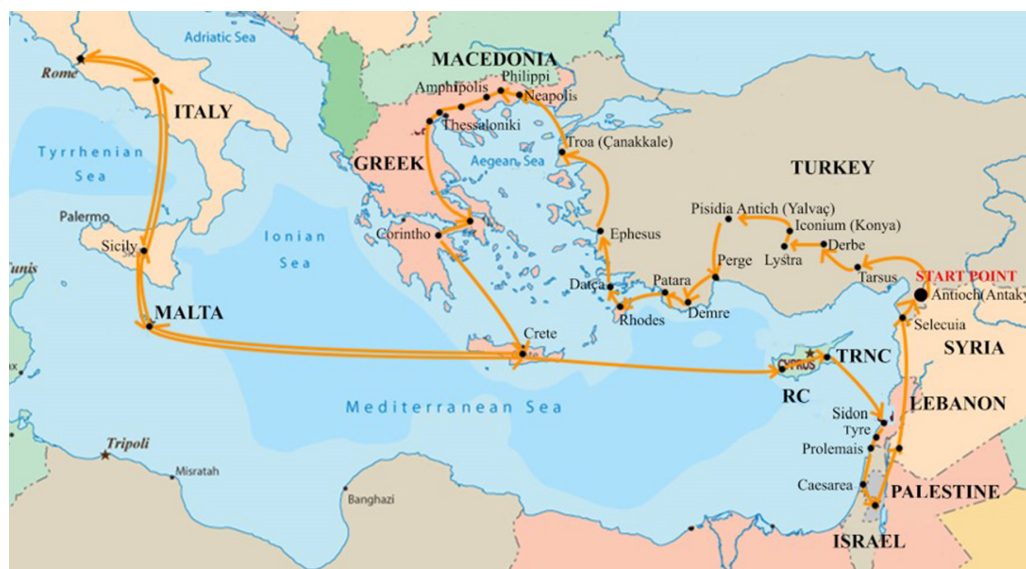 Adriatic Sea
MACEDONIA
Rome
Philippi
Amphipolis
Neapolis
ITALY
Thessaloniki
Troa (Çanakkale)
Tyrrhenian
Sea
GREEK
Aegean Sea
TURKEY
Palermo
Pisidia Antich (Yalvaç)
Iconium (Konya)
Ionian
Sea
Corintho
Ephesus
Derbe
Sicily
Lystra
Perge
Tarsus
START POINT
Datça
Patara
Antioch(Antaky
MALTA
Rhodes
Demre
Selecuia
Crete
SYRIA
CYPRUS
TRNC
RC
LEBANON
Mediterranean Sea
Sidon
Tyre
Tripoli
Prolemais
Misratah
Caesarea
PALESTINE
Banghazi
ISRAEL